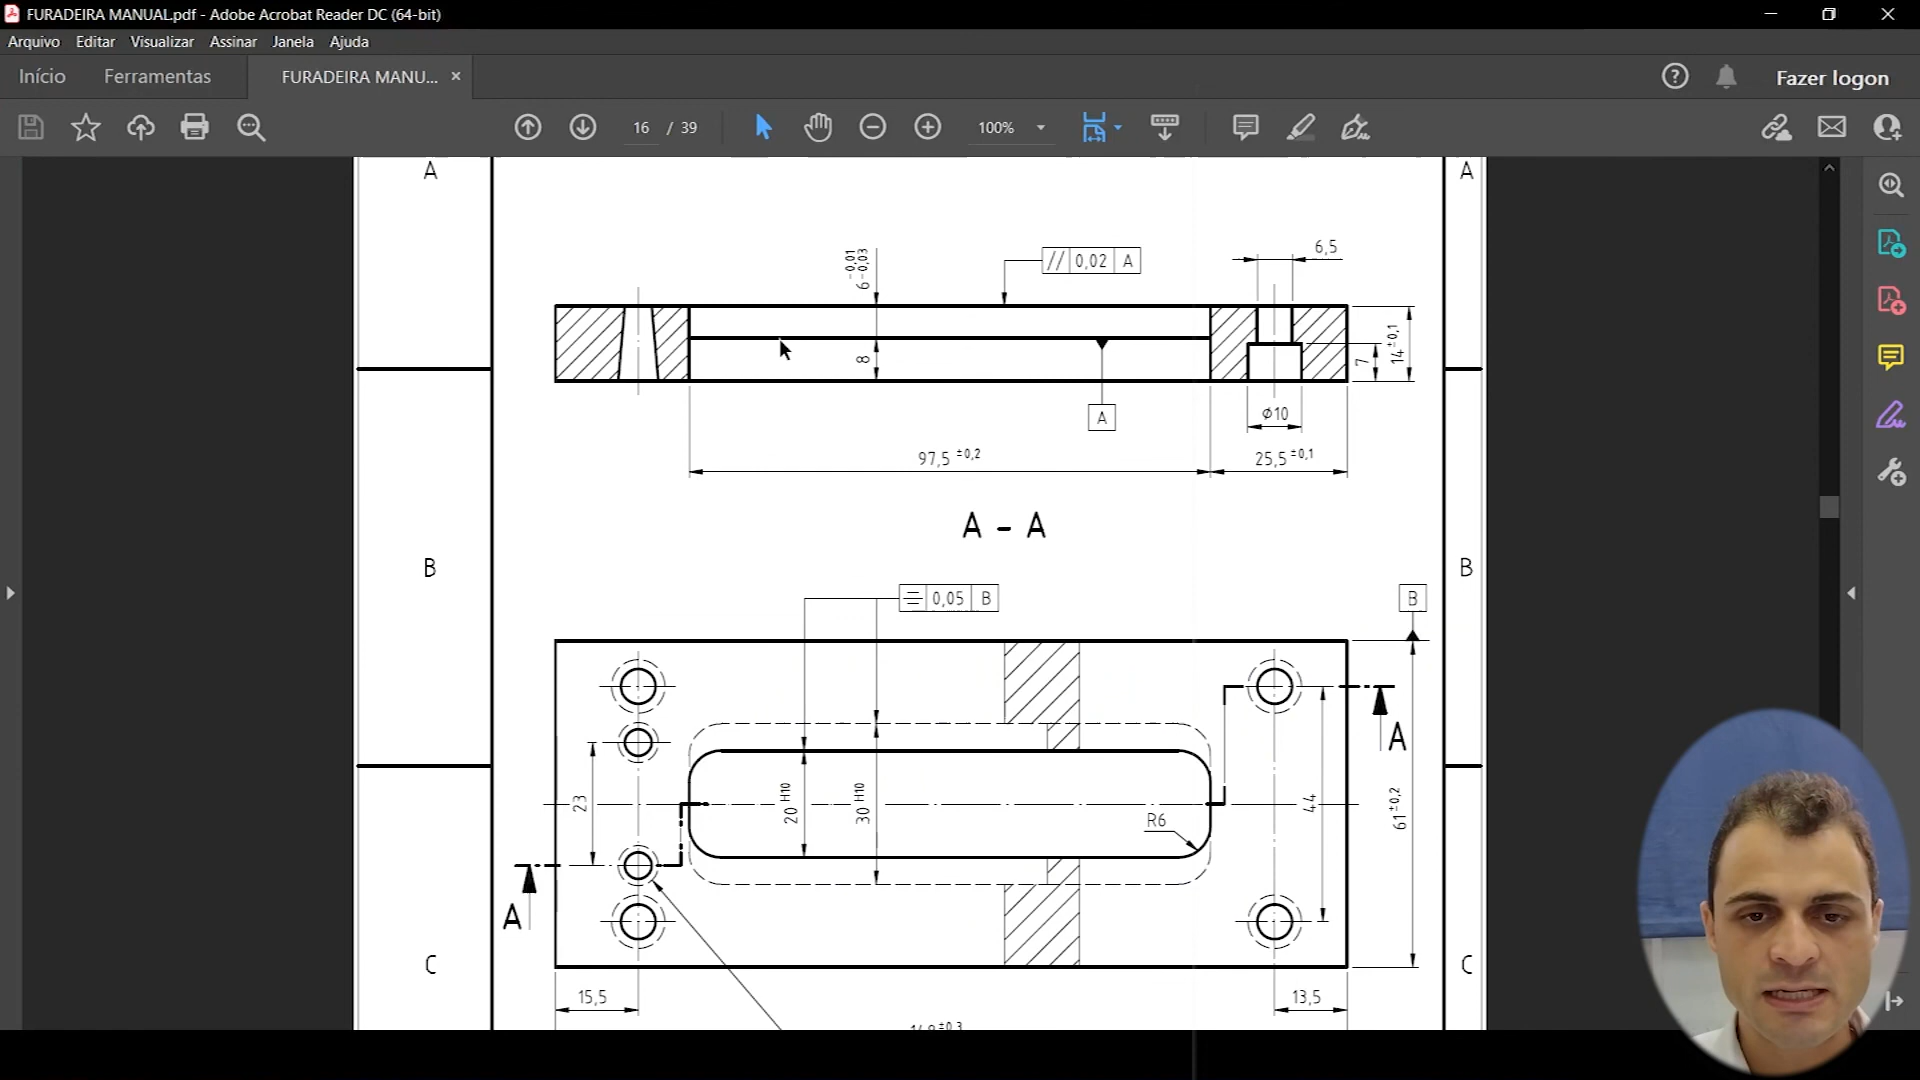 FURADEIRA MANUAL.pdf - Adobe Acrobat Reader DC (64-bit)
Arquivo Editar Visualizar Assinar Janela Ajuda
Início Ferramentas FURADEIRA MANU... × Fazer logon
16 / 39 100%
A A
6 -0,01 -0,03
// 0,02 A
6,5
8
7
14 ±0,1
A
Ø10
97,5 ±0,2
25,5 ±0,1
A - A
B B
0,05 B
B
A
23
20 H10
30 H10
R6
44
61 ±0,2
A
C C
15,5
13,5